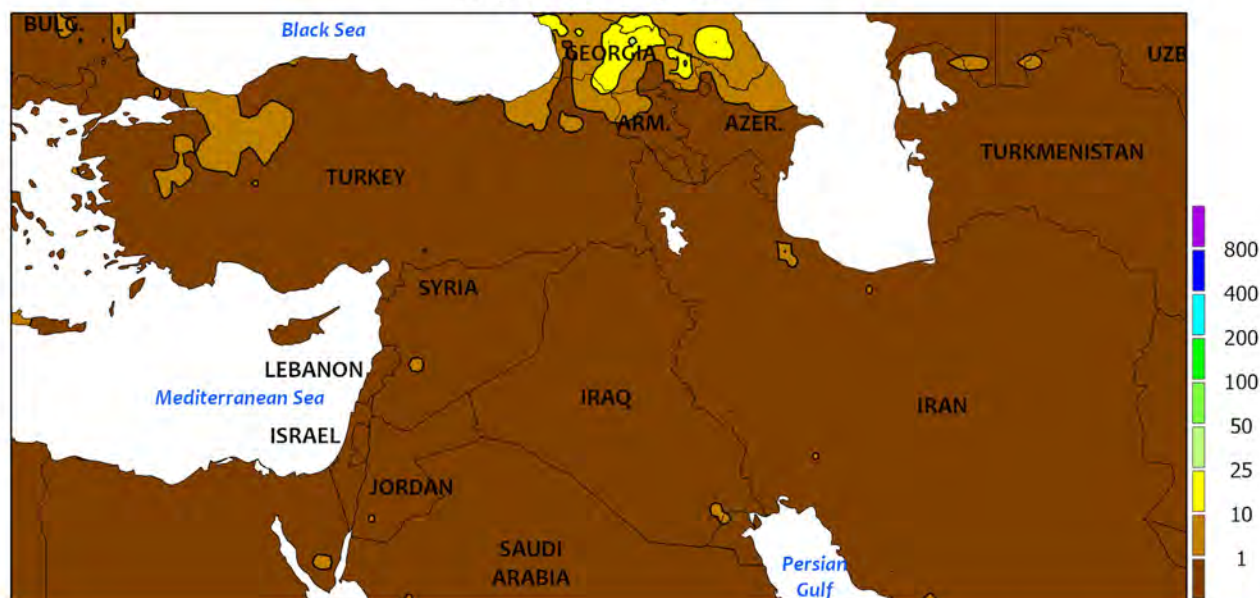 BULG.
Black Sea
GEORGIA
UZB
ARM.
AZER.
TURKMENISTAN
TURKEY
SYRIA
LEBANON
Mediterranean Sea
ISRAEL
IRAQ
IRAN
JORDAN
SAUDI
ARABIA
Persian
Gulf
800
400
200
100
50
25
10
1